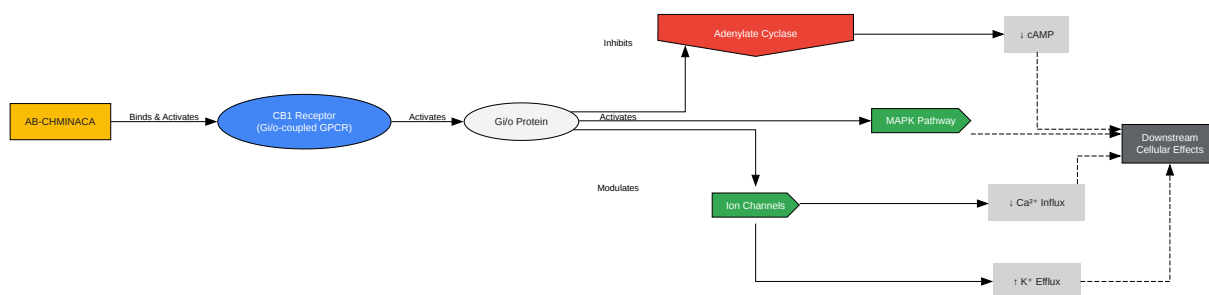 AB-CHMINACA
Binds & Activates
CB1 Receptor
(Gi/o-coupled GPCR)
Activates
Gi/o Protein
Inhibits
Adenylate Cyclase
↓ cAMP
Activates
MAPK Pathway
Modulates
Ion Channels
↓ Ca²⁺ Influx
↑ K⁺ Efflux
Downstream
Cellular Effects